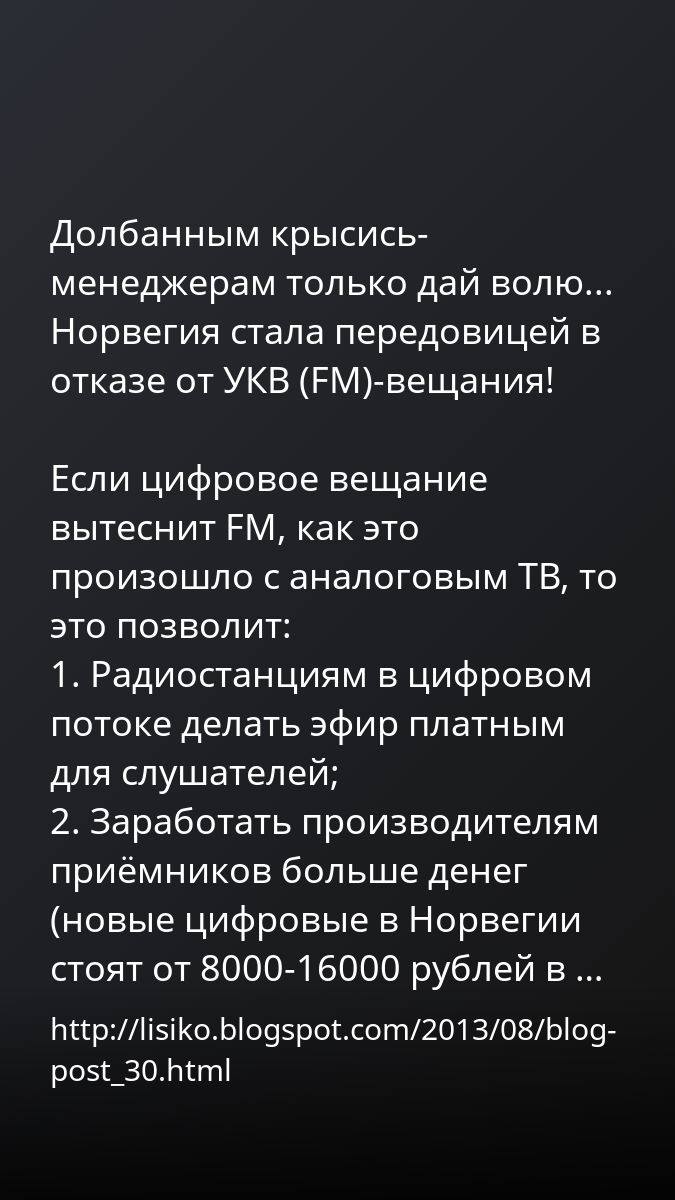 Долбанным крысись-
менеджерам только дай волю...
Норвегия стала передовицей в
отказе от УКВ (FM)-вещания!
Если цифровое вещание
вытеснит FM, как это
произошло с аналоговым ТВ, то
это позволит:
1. Радиостанциям в цифровом
потоке делать эфир платным
для слушателей;
2. Заработать производителям
приёмников больше денег
(новые цифровые в Норвегии
стоят от 8000-16000 рублей в ...
http://lisiko.blogspot.com/2013/08/blog-
post_30.html